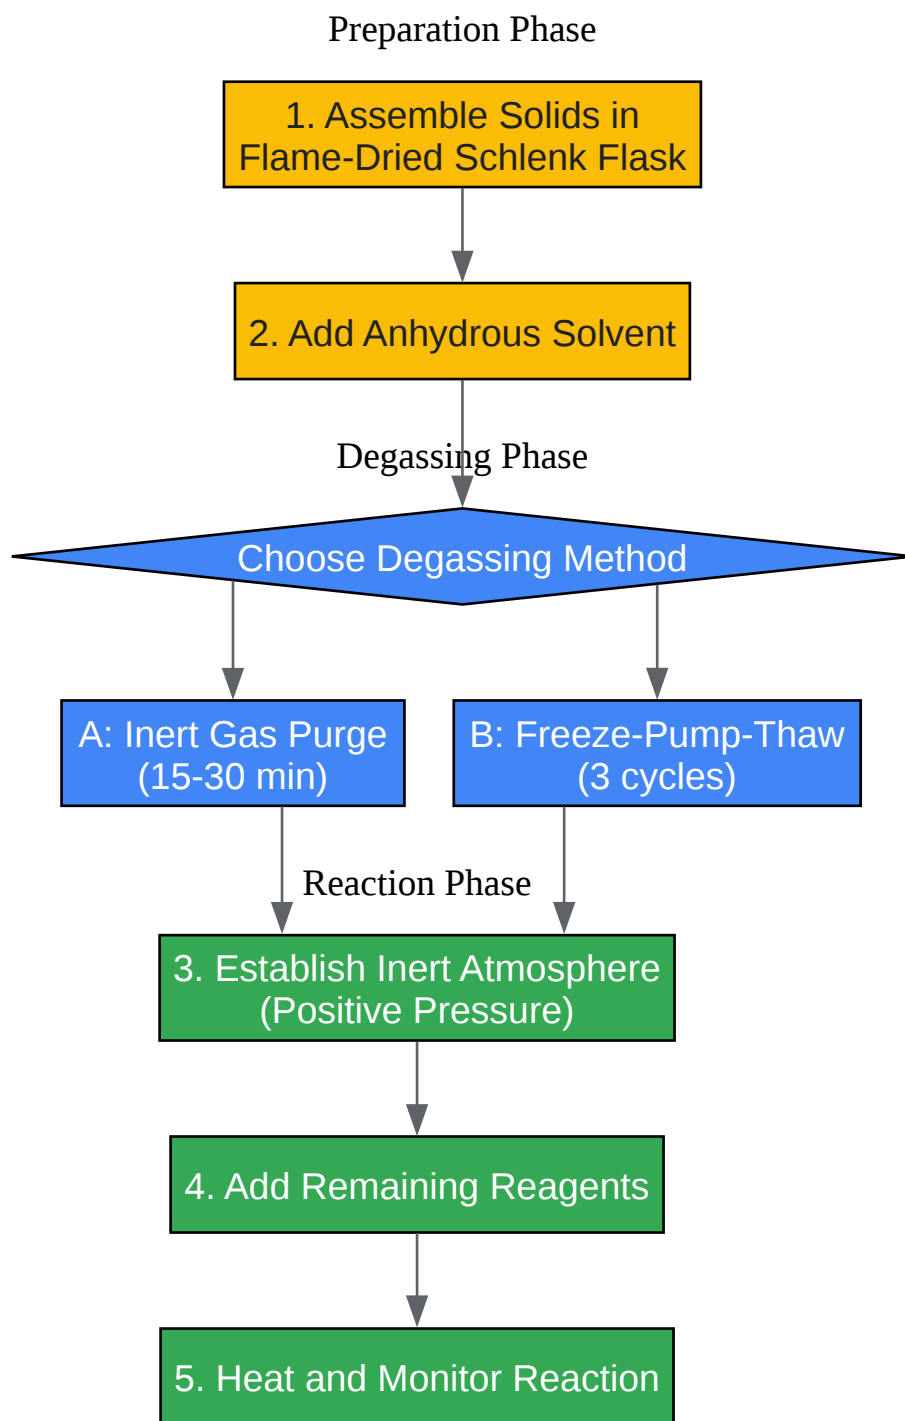 Preparation Phase
1. Assemble Solids in
Flame-Dried Schlenk Flask
2. Add Anhydrous Solvent
Degassing Phase
Choose Degassing Method
A: Inert Gas Purge
(15-30 min)
B: Freeze-Pump-Thaw
(3 cycles)
Reaction Phase
3. Establish Inert Atmosphere
(Positive Pressure)
4. Add Remaining Reagents
5. Heat and Monitor Reaction